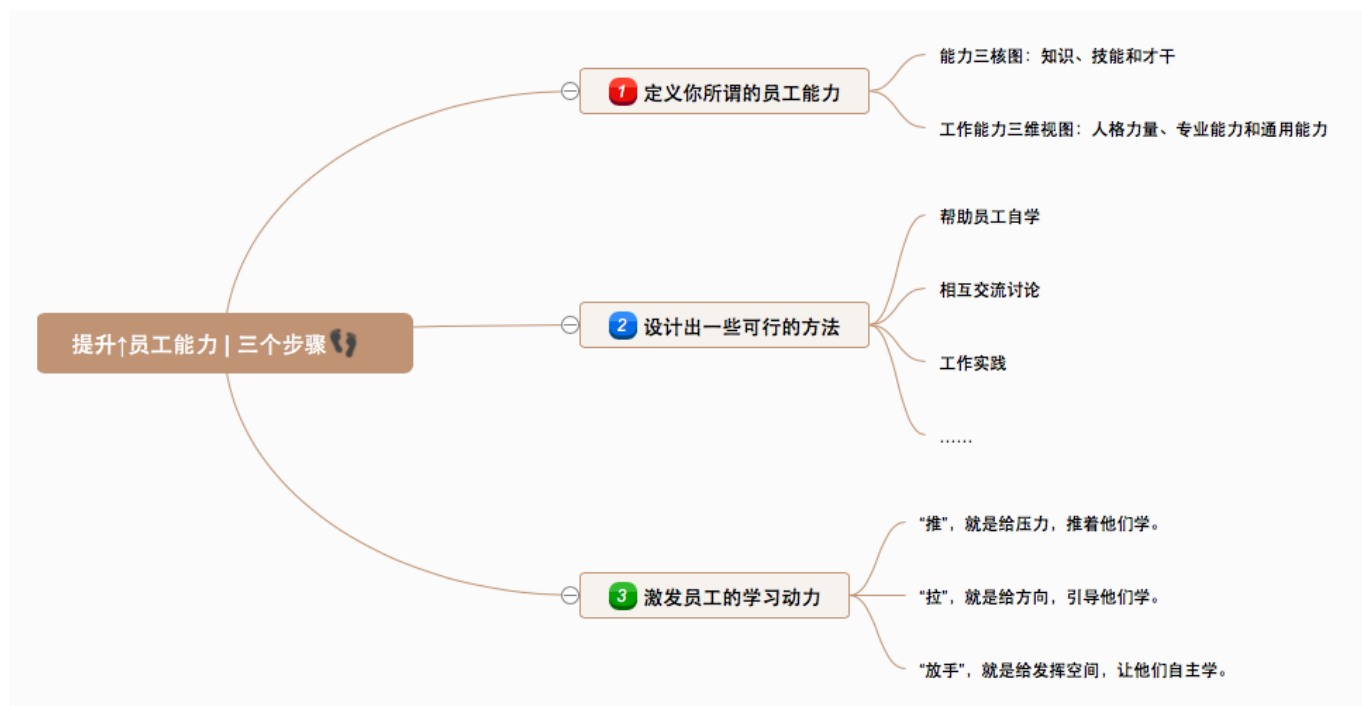 提升↑员工能力 | 三个步骤👣
1 定义你所谓的员工能力
能力三核图：知识、技能和才干
工作能力三维视图：人格力量、专业能力和通用能力
2 设计出一些可行的方法
帮助员工自学
相互交流讨论
工作实践
……
3 激发员工的学习动力
“推”，就是给压力，推着他们学。
“拉”，就是给方向，引导他们学。
“放手”，就是给发挥空间，让他们自主学。